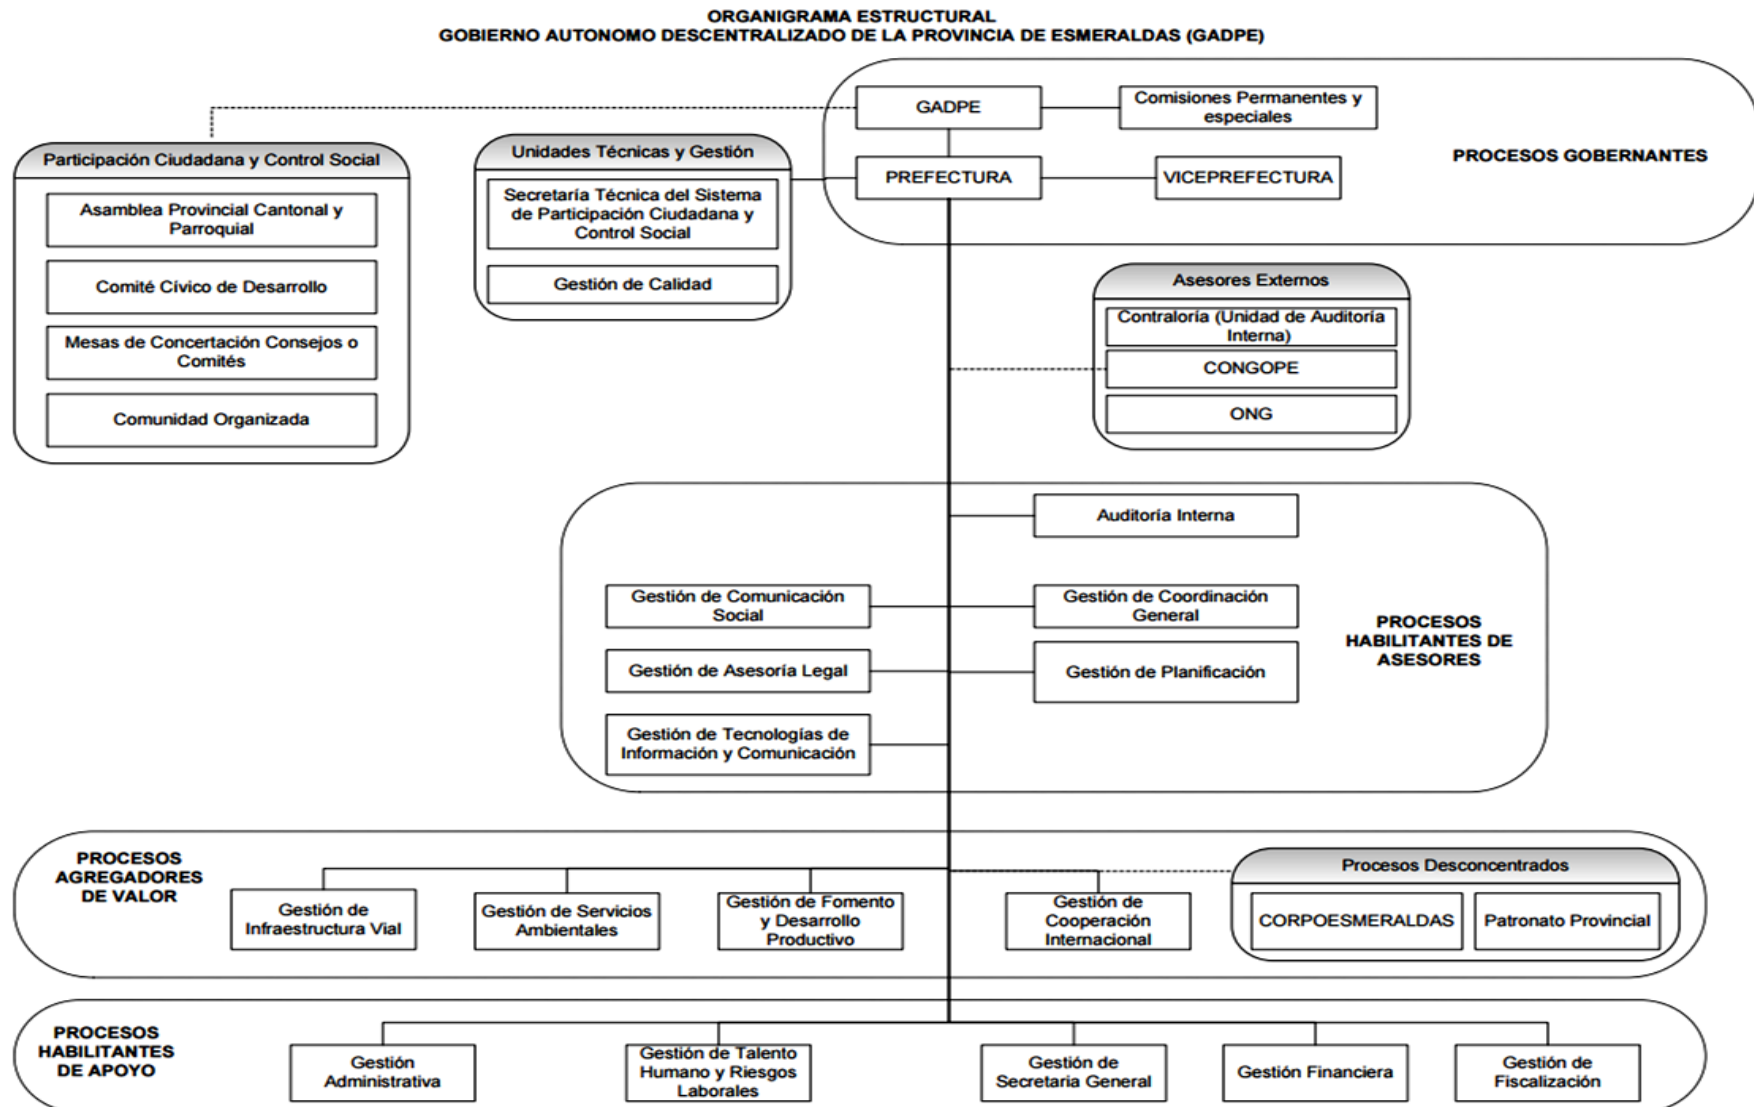 ORGANIGRAMA ESTRUCTURAL
GOBIERNO AUTONOMO DESCENTRALIZADO DE LA PROVINCIA DE ESMERALDAS (GADPE)
GADPE
Comisiones Permanentes y
especiales
PROCESOS GOBERNANTES
PREFECTURA
VICEPREFECTURA
Participación Ciudadana y Control Social
Asamblea Provincial Cantonal y
Parroquial
Comité Cívico de Desarrollo
Mesas de Concertación Consejos o
Comités
Comunidad Organizada
Unidades Técnicas y Gestión
Secretaría Técnica del Sistema
de Participación Ciudadana y
Control Social
Gestión de Calidad
Asesores Externos
Contraloría (Unidad de Auditoría
Interna)
CONGOPE
ONG
Auditoría Interna
Gestión de Comunicación
Social
Gestión de Coordinación
General
PROCESOS
HABILITANTES DE
ASESORES
Gestión de Asesoría Legal
Gestión de Planificación
Gestión de Tecnologías de
Información y Comunicación
PROCESOS
AGREGADORES
DE VALOR
Gestión de
Infraestructura Vial
Gestión de Servicios
Ambientales
Gestión de Fomento
y Desarrollo
Productivo
Gestión de
Cooperación
Internacional
Procesos Desconcentrados
CORPOESMERALDAS
Patronato Provincial
PROCESOS
HABILITANTES
DE APOYO
Gestión
Administrativa
Gestión de Talento
Humano y Riesgos
Laborales
Gestión de
Secretaria General
Gestión Financiera
Gestión de
Fiscalización